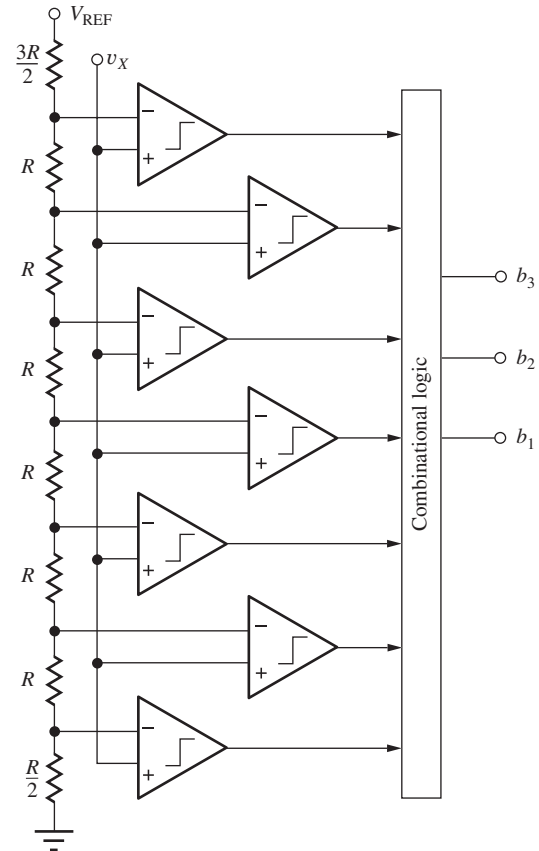 V_REF
v_X
3R/2
−
+
R
−
+
R
−
+
b_3
R
−
+
b_2
b_1
Combinational logic
R
−
+
R
−
+
R
−
+
R/2